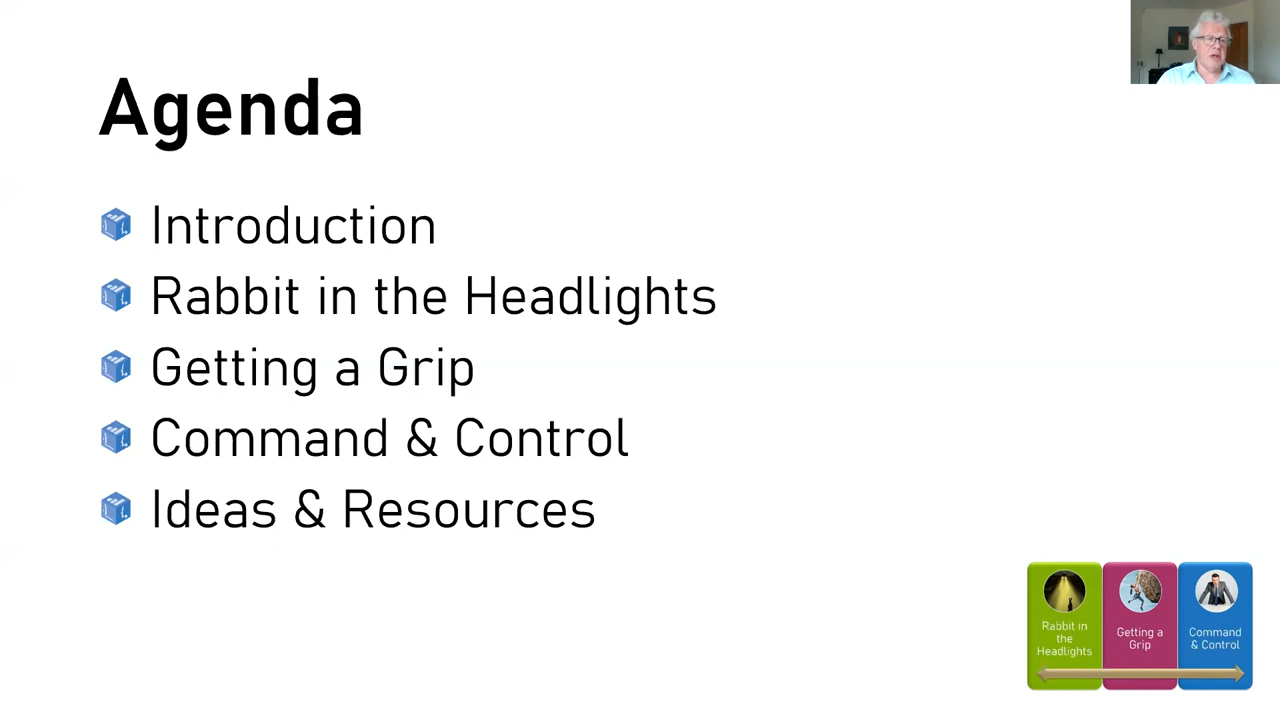 Agenda
Introduction
Rabbit in the Headlights
Getting a Grip
Command & Control
Ideas & Resources
Rabbit in
the
Headlights
Getting a
Grip
Command
& Control